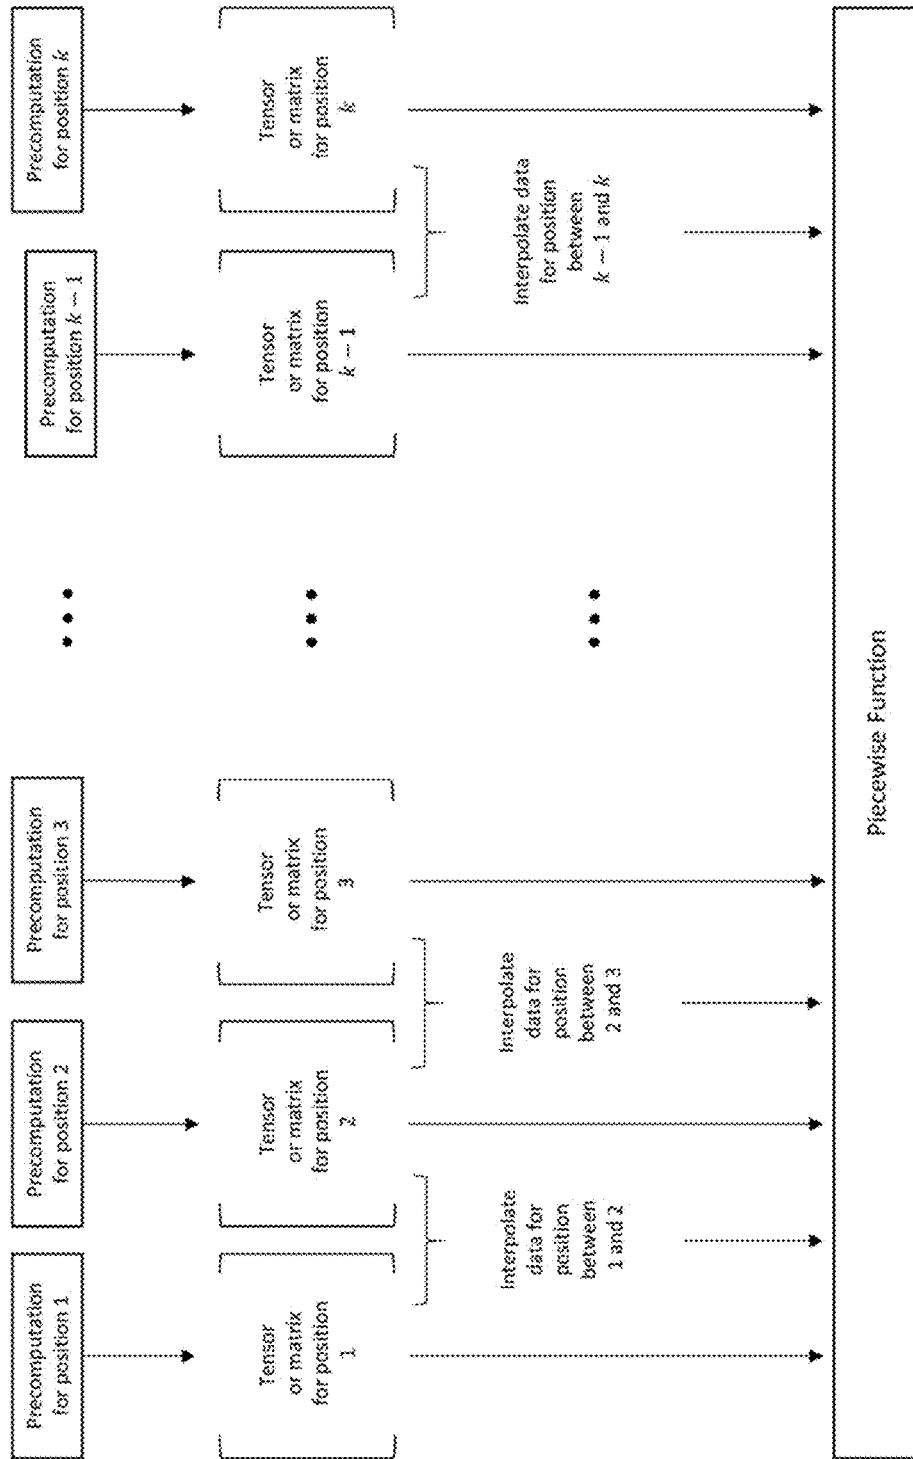 Precomputation
for position 1
Precomputation
for position 2
Precomputation
for position 3
Precomputation
for position k − 1
Precomputation
for position k
Tensor
or matrix
for position
1
Tensor
or matrix
for position
2
Tensor
or matrix
for position
3
Tensor
or matrix
for position
k − 1
Tensor
or matrix
for position
k
Interpolate
data for
position
between
1 and 2
Interpolate
data for
position
between
2 and 3
Interpolate data
for position
between
k − 1 and k
Piecewise Function